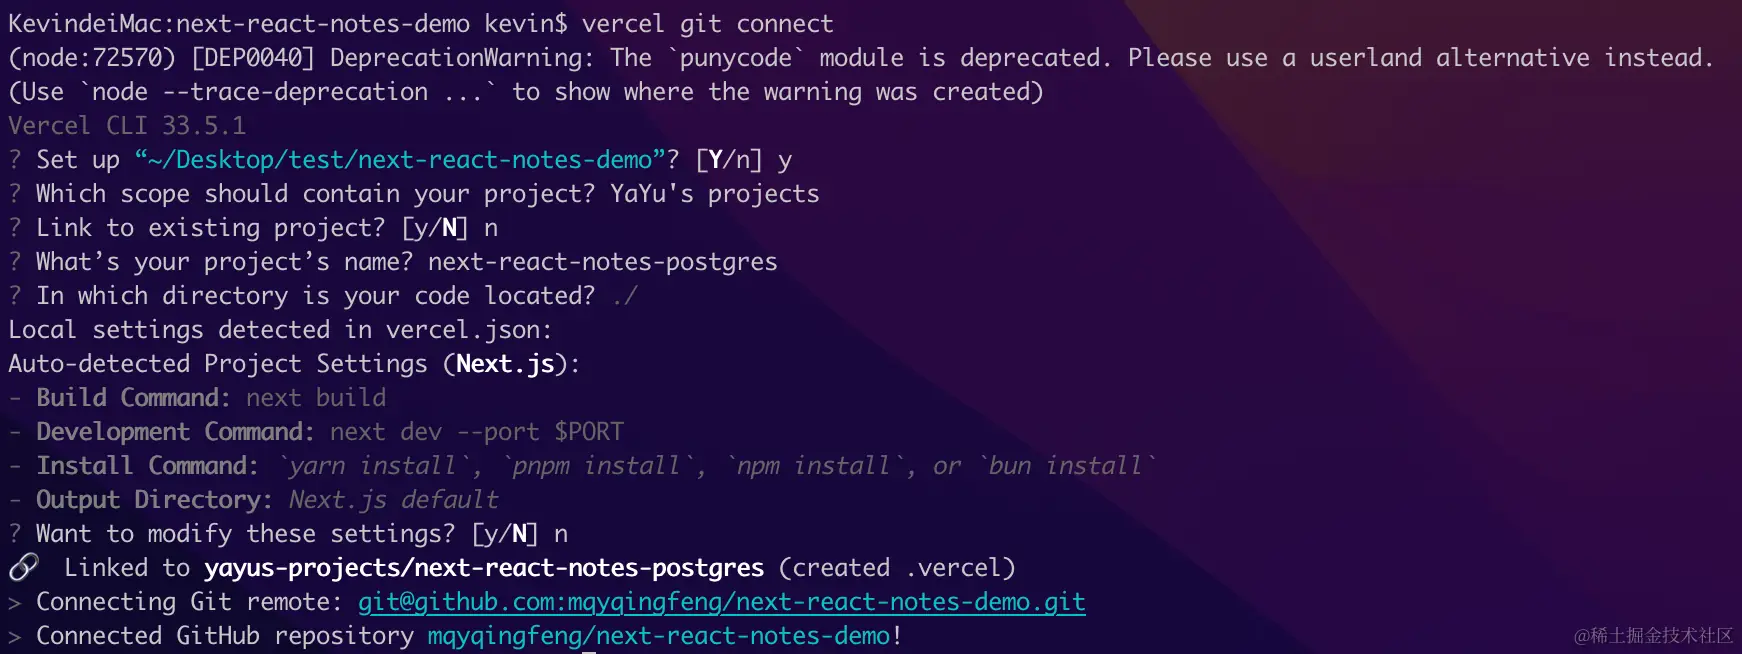 KevindeiMac:next-react-notes-demo kevin$ vercel git connect
(node:72570) [DEP0040] DeprecationWarning: The `punycode` module is deprecated. Please use a userland alternative instead.
(Use `node --trace-deprecation ...` to show where the warning was created)
Vercel CLI 33.5.1
? Set up “~/Desktop/test/next-react-notes-demo”? [Y/n] y
? Which scope should contain your project? YaYu's projects
? Link to existing project? [y/N] n
? What’s your project’s name? next-react-notes-postgres
? In which directory is your code located? ./
Local settings detected in vercel.json:
Auto-detected Project Settings (Next.js):
- Build Command: next build
- Development Command: next dev --port $PORT
- Install Command: `yarn install`, `pnpm install`, `npm install`, or `bun install`
- Output Directory: Next.js default
? Want to modify these settings? [y/N] n
🔗  Linked to yayus-projects/next-react-notes-postgres (created .vercel)
> Connecting Git remote: git@github.com:mqyqingfeng/next-react-notes-demo.git
> Connected GitHub repository mqyqingfeng/next-react-notes-demo!
@稀土掘金技术社区